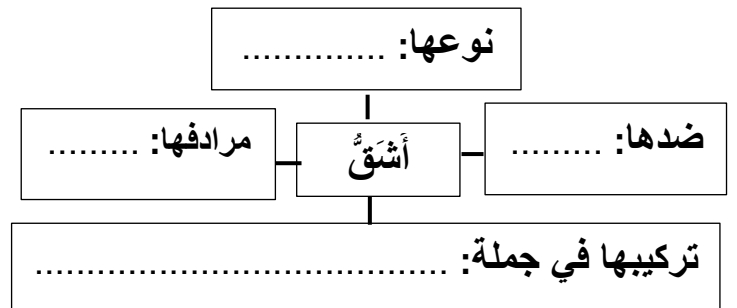 نوعها: ..............
ضدها: .........
أَشَقُّ
مرادفها: .........
تركيبها في جملة: ........................................